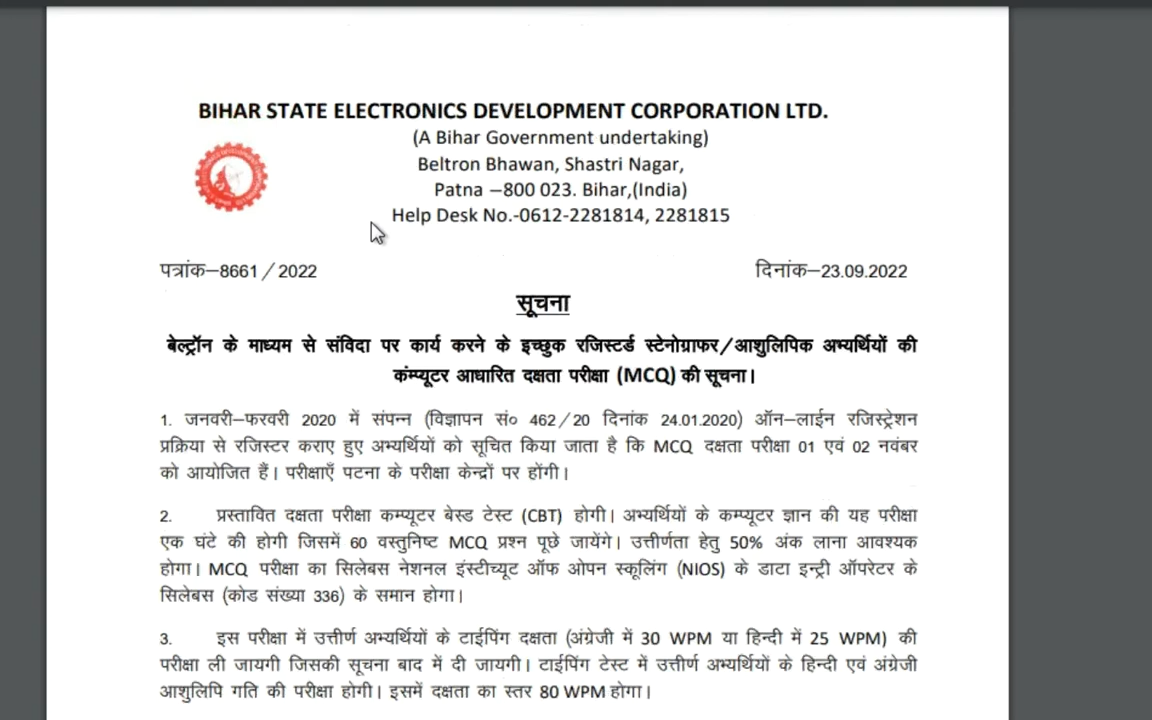 BIHAR STATE ELECTRONICS DEVELOPMENT CORPORATION LTD.
(A Bihar Government undertaking)
Beltron Bhawan, Shastri Nagar,
Patna –800 023. Bihar,(India)
Help Desk No.-0612-2281814, 2281815
पत्रांक–8661 / 2022 दिनांक–23.09.2022
सूचना
बेल्ट्रॉन के माध्यम से संविदा पर कार्य करने के इच्छुक रजिस्टर्ड स्टेनोग्राफर/आशुलिपिक अभ्यर्थियों की
कंम्प्यूटर आधारित दक्षता परीक्षा (MCQ) की सूचना।
1. जनवरी–फरवरी 2020 में संपन्न (विज्ञापन सं० 462/20 दिनांक 24.01.2020) ऑन–लाईन रजिस्ट्रेशन
प्रक्रिया से रजिस्टर कराए हुए अभ्यर्थियों को सूचित किया जाता है कि MCQ दक्षता परीक्षा 01 एवं 02 नवंबर
को आयोजित हैं। परीक्षाएँ पटना के परीक्षा केन्द्रों पर होंगी।
2. प्रस्तावित दक्षता परीक्षा कम्प्यूटर बेस्ड टेस्ट (CBT) होगी। अभ्यर्थियों के कम्प्यूटर ज्ञान की यह परीक्षा
एक घंटे की होगी जिसमें 60 वस्तुनिष्ट MCQ प्रश्न पूछे जायेंगे। उत्तीर्णता हेतु 50% अंक लाना आवश्यक
होगा। MCQ परीक्षा का सिलेबस नेशनल इंस्टीच्यूट ऑफ ओपन स्कूलिंग (NIOS) के डाटा इन्ट्री ऑपरेटर के
सिलेबस (कोड संख्या 336) के समान होगा।
3. इस परीक्षा में उत्तीर्ण अभ्यर्थियों के टाईपिंग दक्षता (अंग्रेजी में 30 WPM या हिन्दी में 25 WPM) की
परीक्षा ली जायगी जिसकी सूचना बाद में दी जायगी। टाईपिंग टेस्ट में उत्तीर्ण अभ्यर्थियों के हिन्दी एवं अंग्रेजी
आशुलिपि गति की परीक्षा होगी। इसमें दक्षता का स्तर 80 WPM होगा।